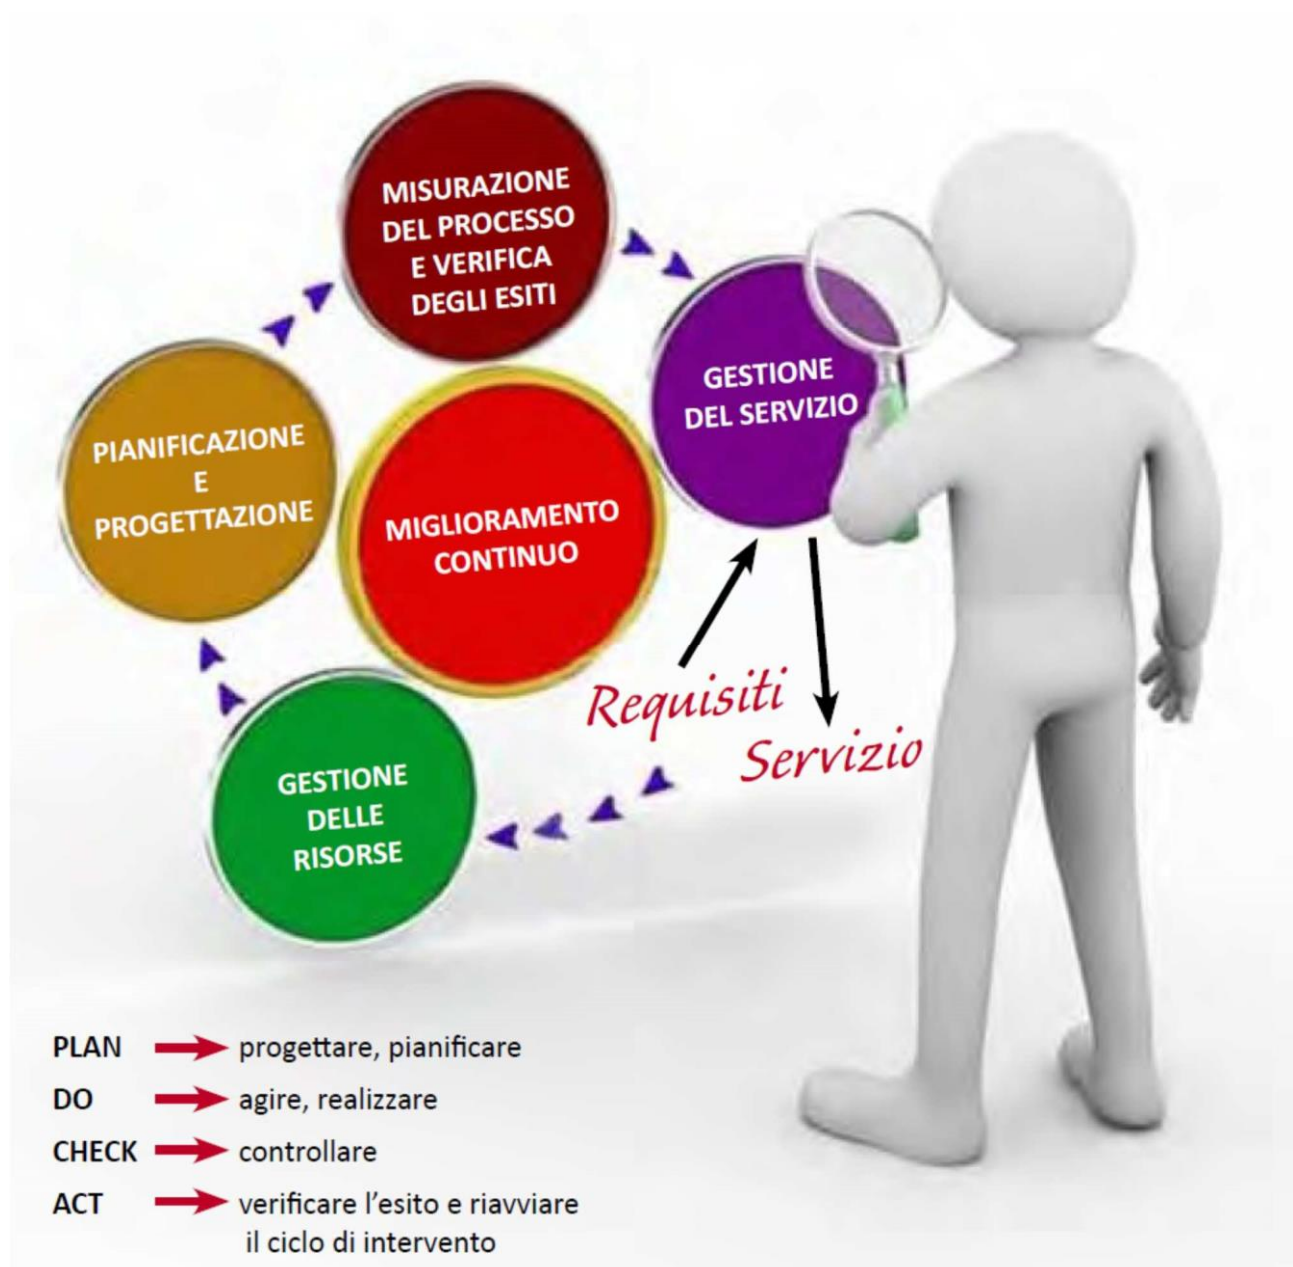 MISURAZIONE
DEL PROCESSO
E VERIFICA
DEGLI ESITI
GESTIONE
DEL SERVIZIO
PIANIFICAZIONE
E
PROGETTAZIONE
MIGLIORAMENTO
CONTINUO
Requisiti
Servizio
GESTIONE
DELLE
RISORSE
PLAN progettare, pianificare
DO agire, realizzare
CHECK controllare
ACT verificare l'esito e riavviare
il ciclo di intervento